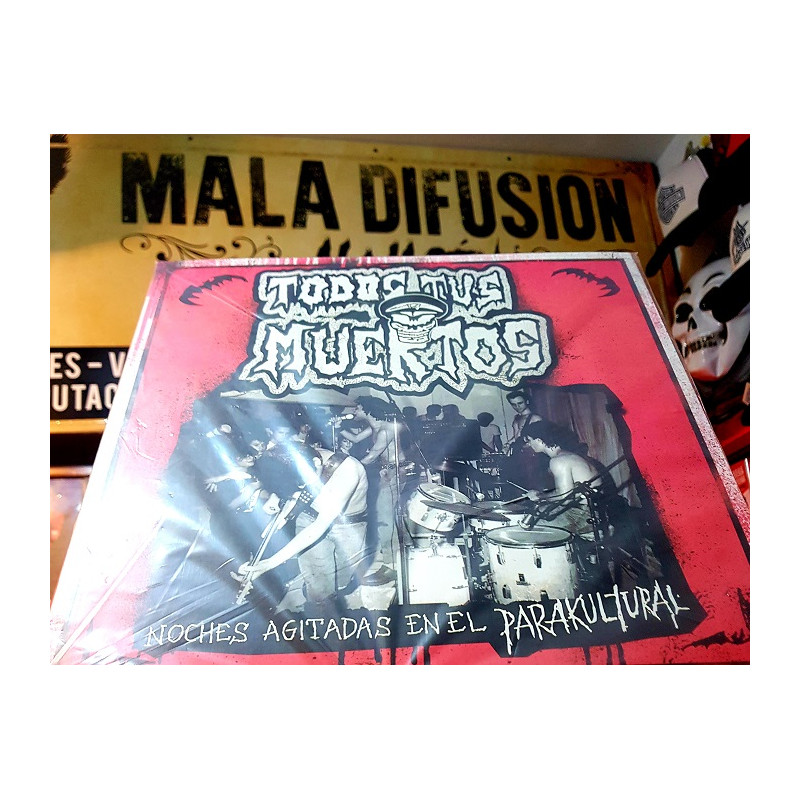 MALA DIFUSION
ES - V
UTAC
TODOS TUS
MUERTOS
NOCHES AGITADAS EN EL PARAKULTURAL